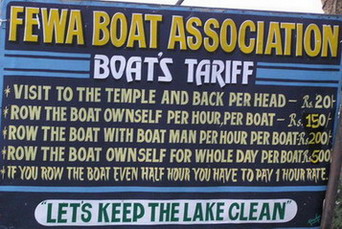 FEWA BOAT ASSOCIATION
BOAT'S TARIFF
* VISIT TO THE TEMPLE AND BACK PER HEAD - Rs. 20/-
* ROW THE BOAT OWNSELF PER HOUR, PER BOAT - Rs. 150/-
* ROW THE BOAT WITH BOAT MAN PER HOUR PER BOAT Rs 200/-
* ROW THE BOAT OWNSELF FOR WHOLE DAY PER BOAT Rs 500/-
* IF YOU ROW THE BOAT EVEN HALF HOUR YOU HAVE TO PAY 1 HOUR RATE.
"LET'S KEEP THE LAKE CLEAN"